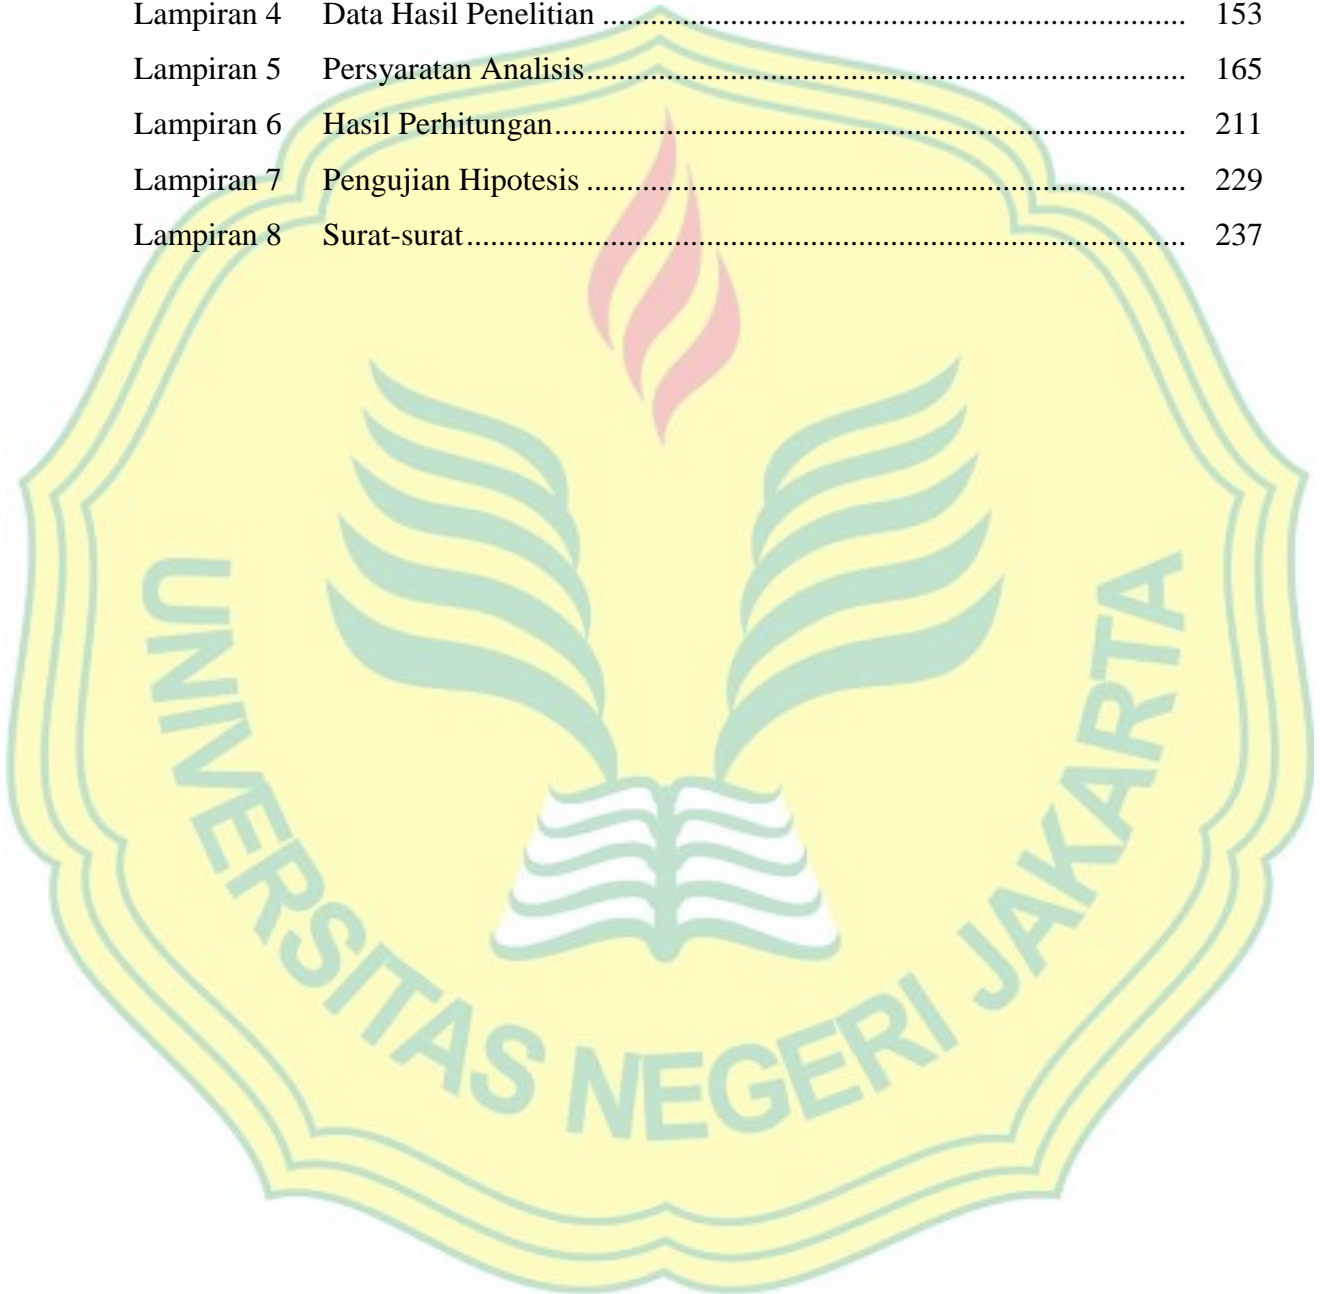 Lampiran 4 Data Hasil Penelitian ........................................................................... 153
Lampiran 5 Persyaratan Analisis............................................................................. 165
Lampiran 6 Hasil Perhitungan................................................................................. 211
Lampiran 7 Pengujian Hipotesis ............................................................................. 229
Lampiran 8 Surat-surat............................................................................................ 237
UNIVERSITAS NEGERI JAKARTA